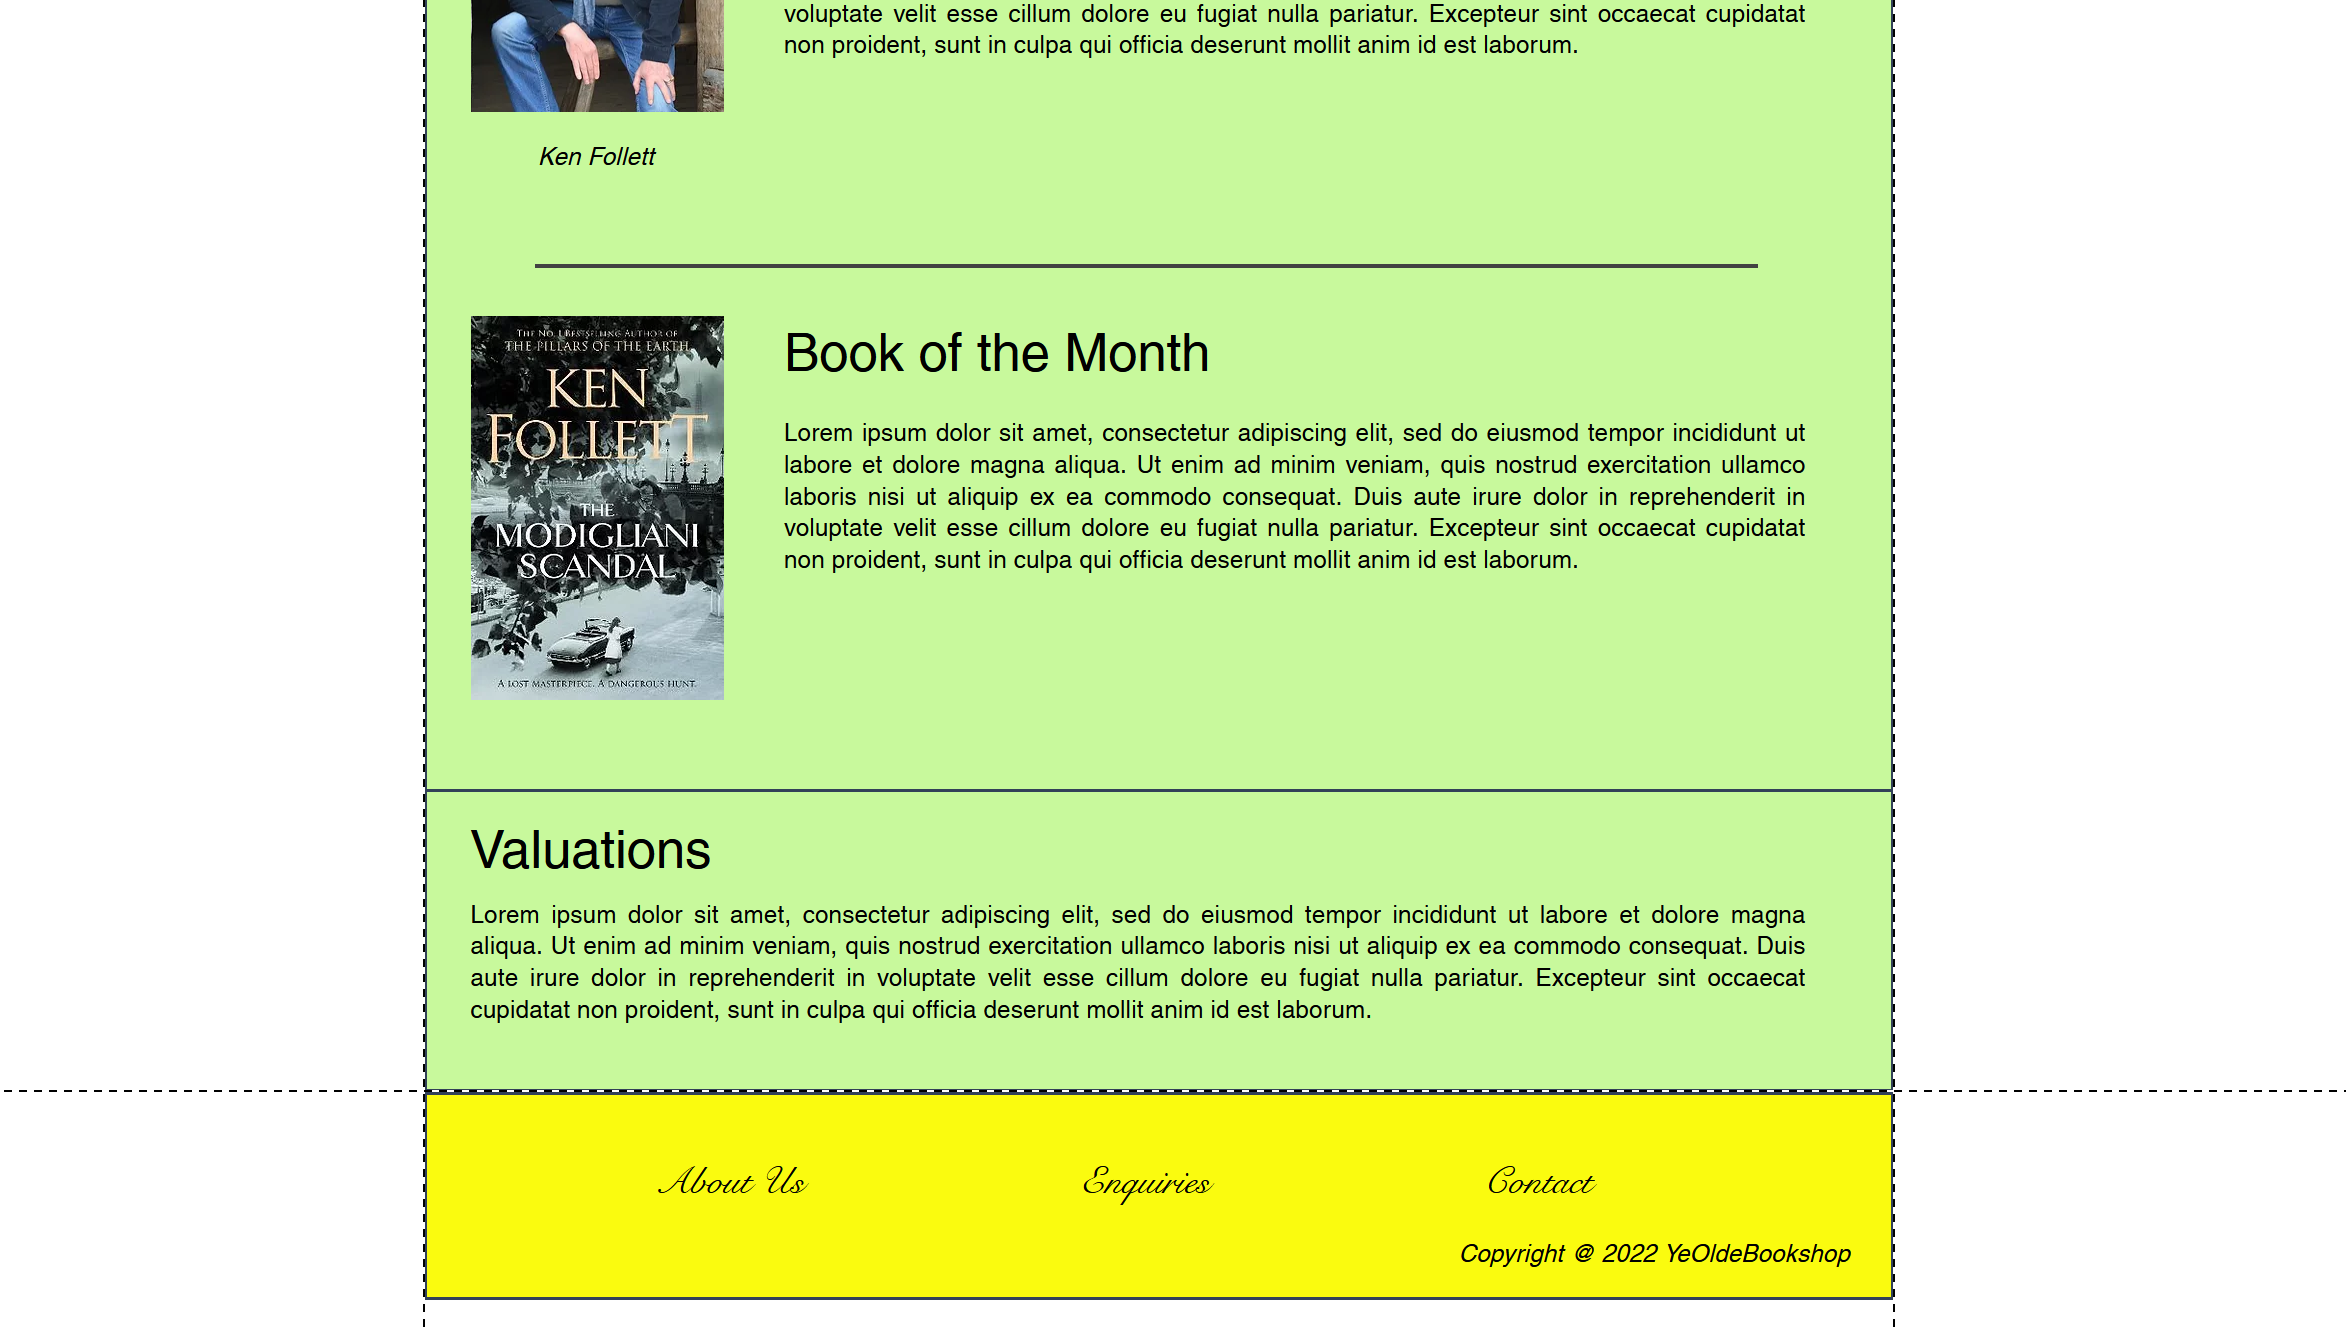 voluptate velit esse cillum dolore eu fugiat nulla pariatur. Excepteur sint occaecat cupidatat
non proident, sunt in culpa qui officia deserunt mollit anim id est laborum.
Ken Follett
THE NO. 1 BESTSELLING AUTHOR OF
THE PILLARS OF THE EARTH
KEN
FOLLETT
THE
MODIGLIANI
SCANDAL
A LOST MASTERPIECE. A DANGEROUS HUNT.
Book of the Month
Lorem ipsum dolor sit amet, consectetur adipiscing elit, sed do eiusmod tempor incididunt ut
labore et dolore magna aliqua. Ut enim ad minim veniam, quis nostrud exercitation ullamco
laboris nisi ut aliquip ex ea commodo consequat. Duis aute irure dolor in reprehenderit in
voluptate velit esse cillum dolore eu fugiat nulla pariatur. Excepteur sint occaecat cupidatat
non proident, sunt in culpa qui officia deserunt mollit anim id est laborum.
Valuations
Lorem ipsum dolor sit amet, consectetur adipiscing elit, sed do eiusmod tempor incididunt ut labore et dolore magna
aliqua. Ut enim ad minim veniam, quis nostrud exercitation ullamco laboris nisi ut aliquip ex ea commodo consequat. Duis
aute irure dolor in reprehenderit in voluptate velit esse cillum dolore eu fugiat nulla pariatur. Excepteur sint occaecat
cupidatat non proident, sunt in culpa qui officia deserunt mollit anim id est laborum.
About Us Enquiries Contact
Copyright @ 2022 YeOldeBookshop